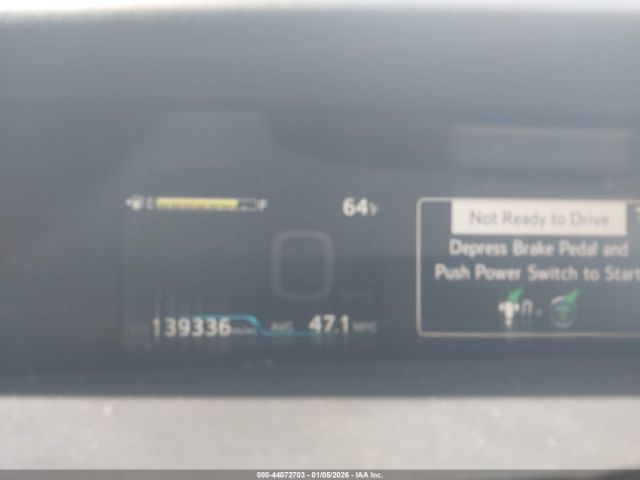 E F
64°F
Not Ready to Drive
Depress Brake Pedal and
Push Power Switch to Start
139336 miles AVG 47.1 MPG
000-44072703 - 01/05/2026 - IAA Inc.